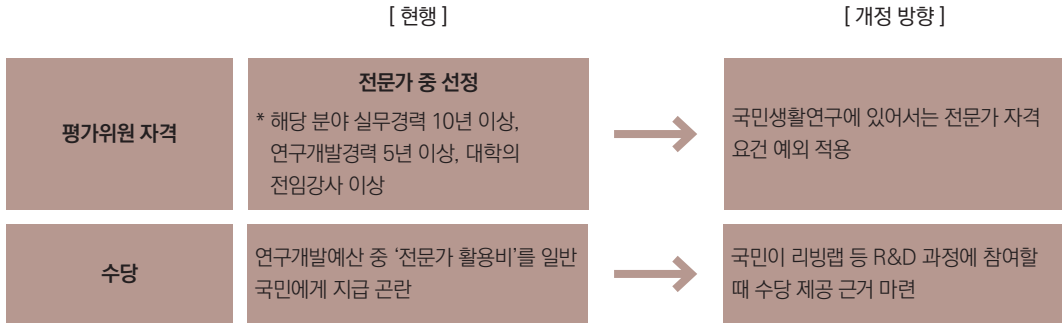 [ 현행 ]
[ 개정 방향 ]
평가위원 자격
전문가 중 선정
* 해당 분야 실무경력 10년 이상,
연구개발경력 5년 이상, 대학의
전임강사 이상
국민생활연구에 있어서는 전문가 자격
요건 예외 적용
수당
연구개발예산 중 ‘전문가 활용비’를 일반
국민에게 지급 곤란
국민이 리빙랩 등 R&D 과정에 참여할
때 수당 제공 근거 마련